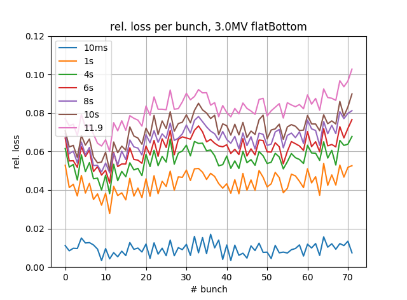 rel. loss per bunch, 3.0MV flatBottom
0.12
0.10
0.08
0.06
0.04
0.02
0.00
rel. loss
10ms
1s
4s
6s
8s
10s
11.9
0 10 20 30 40 50 60 70
# bunch